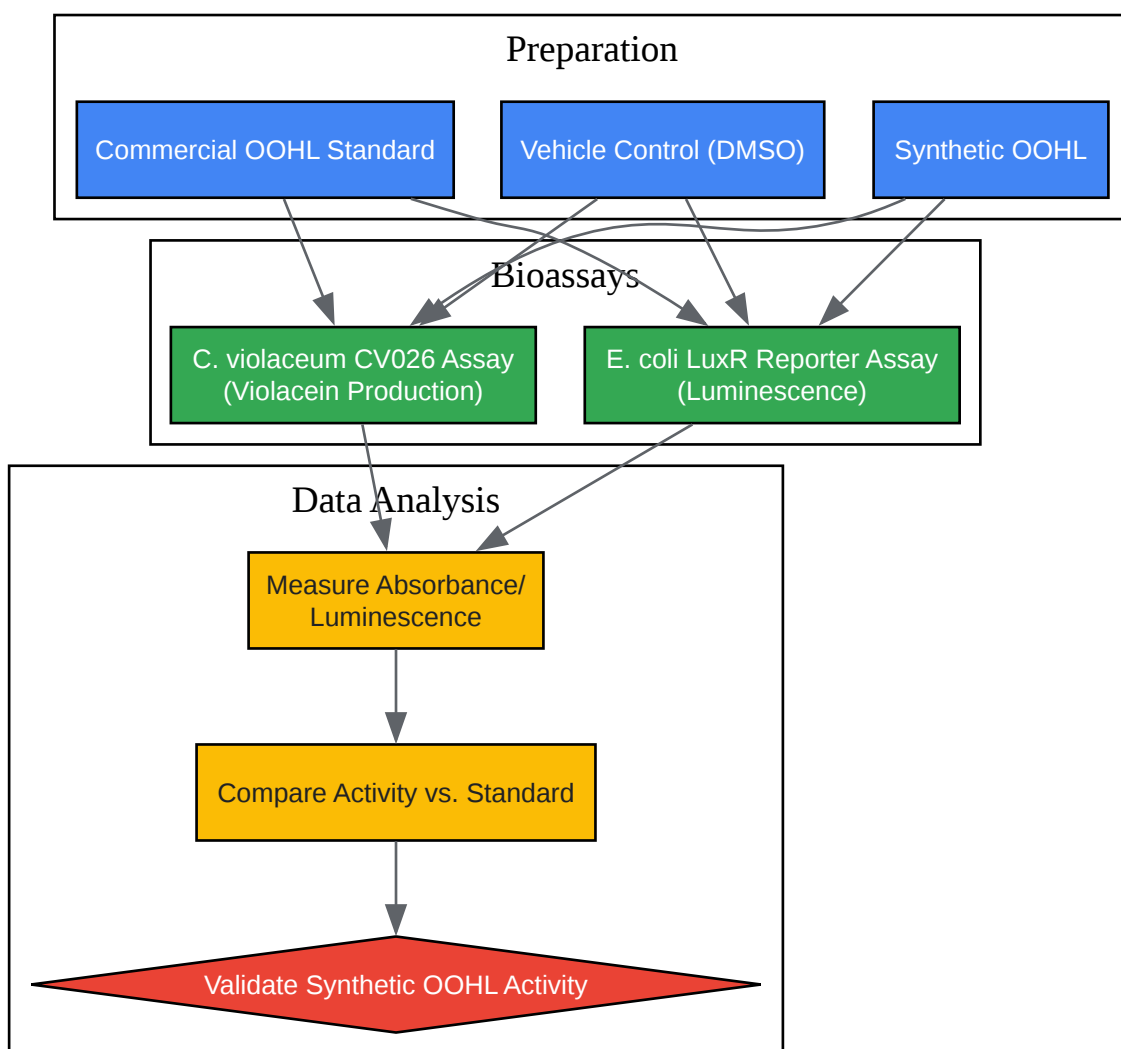 Preparation
Commercial OOHL Standard
Vehicle Control (DMSO)
Synthetic OOHL
Bioassays
C. violaceum CV026 Assay
(Violacein Production)
E. coli LuxR Reporter Assay
(Luminescence)
Data Analysis
Measure Absorbance/
Luminescence
Compare Activity vs. Standard
Validate Synthetic OOHL Activity